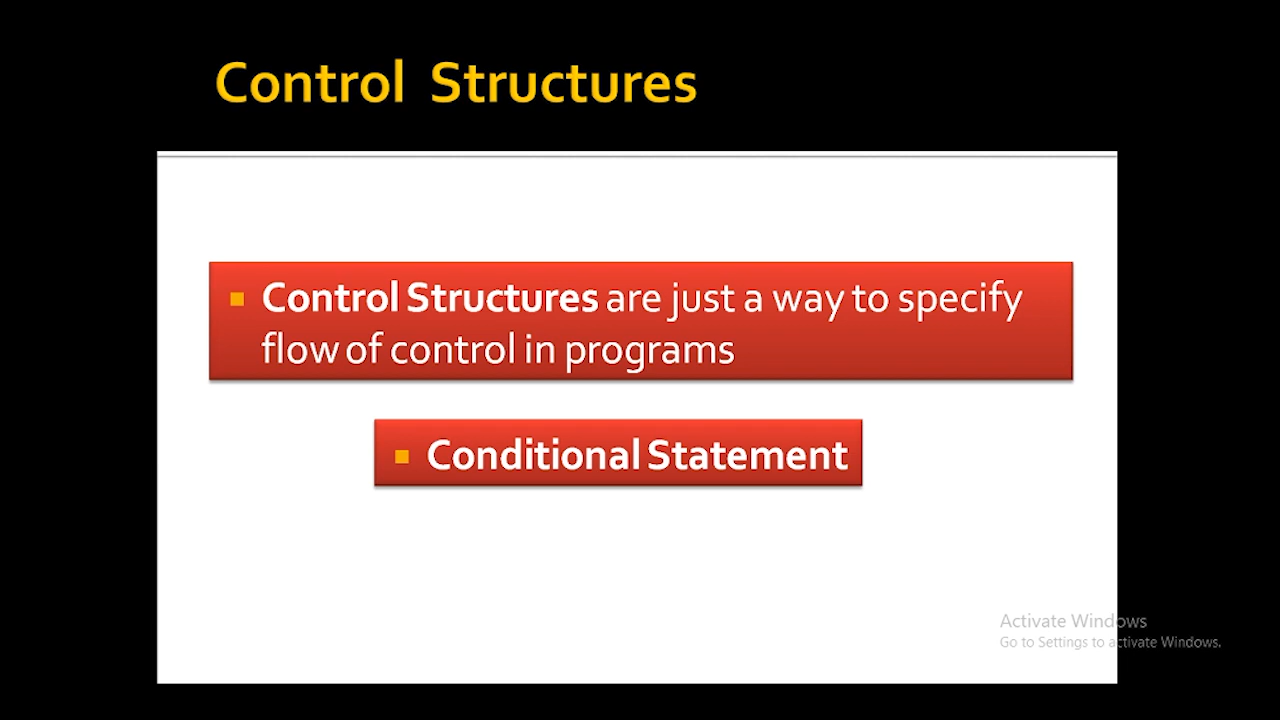 Control Structures
Control Structures are just a way to specify
flow of control in programs
Conditional Statement
Activate Windows
Go to Settings to activate Windows.